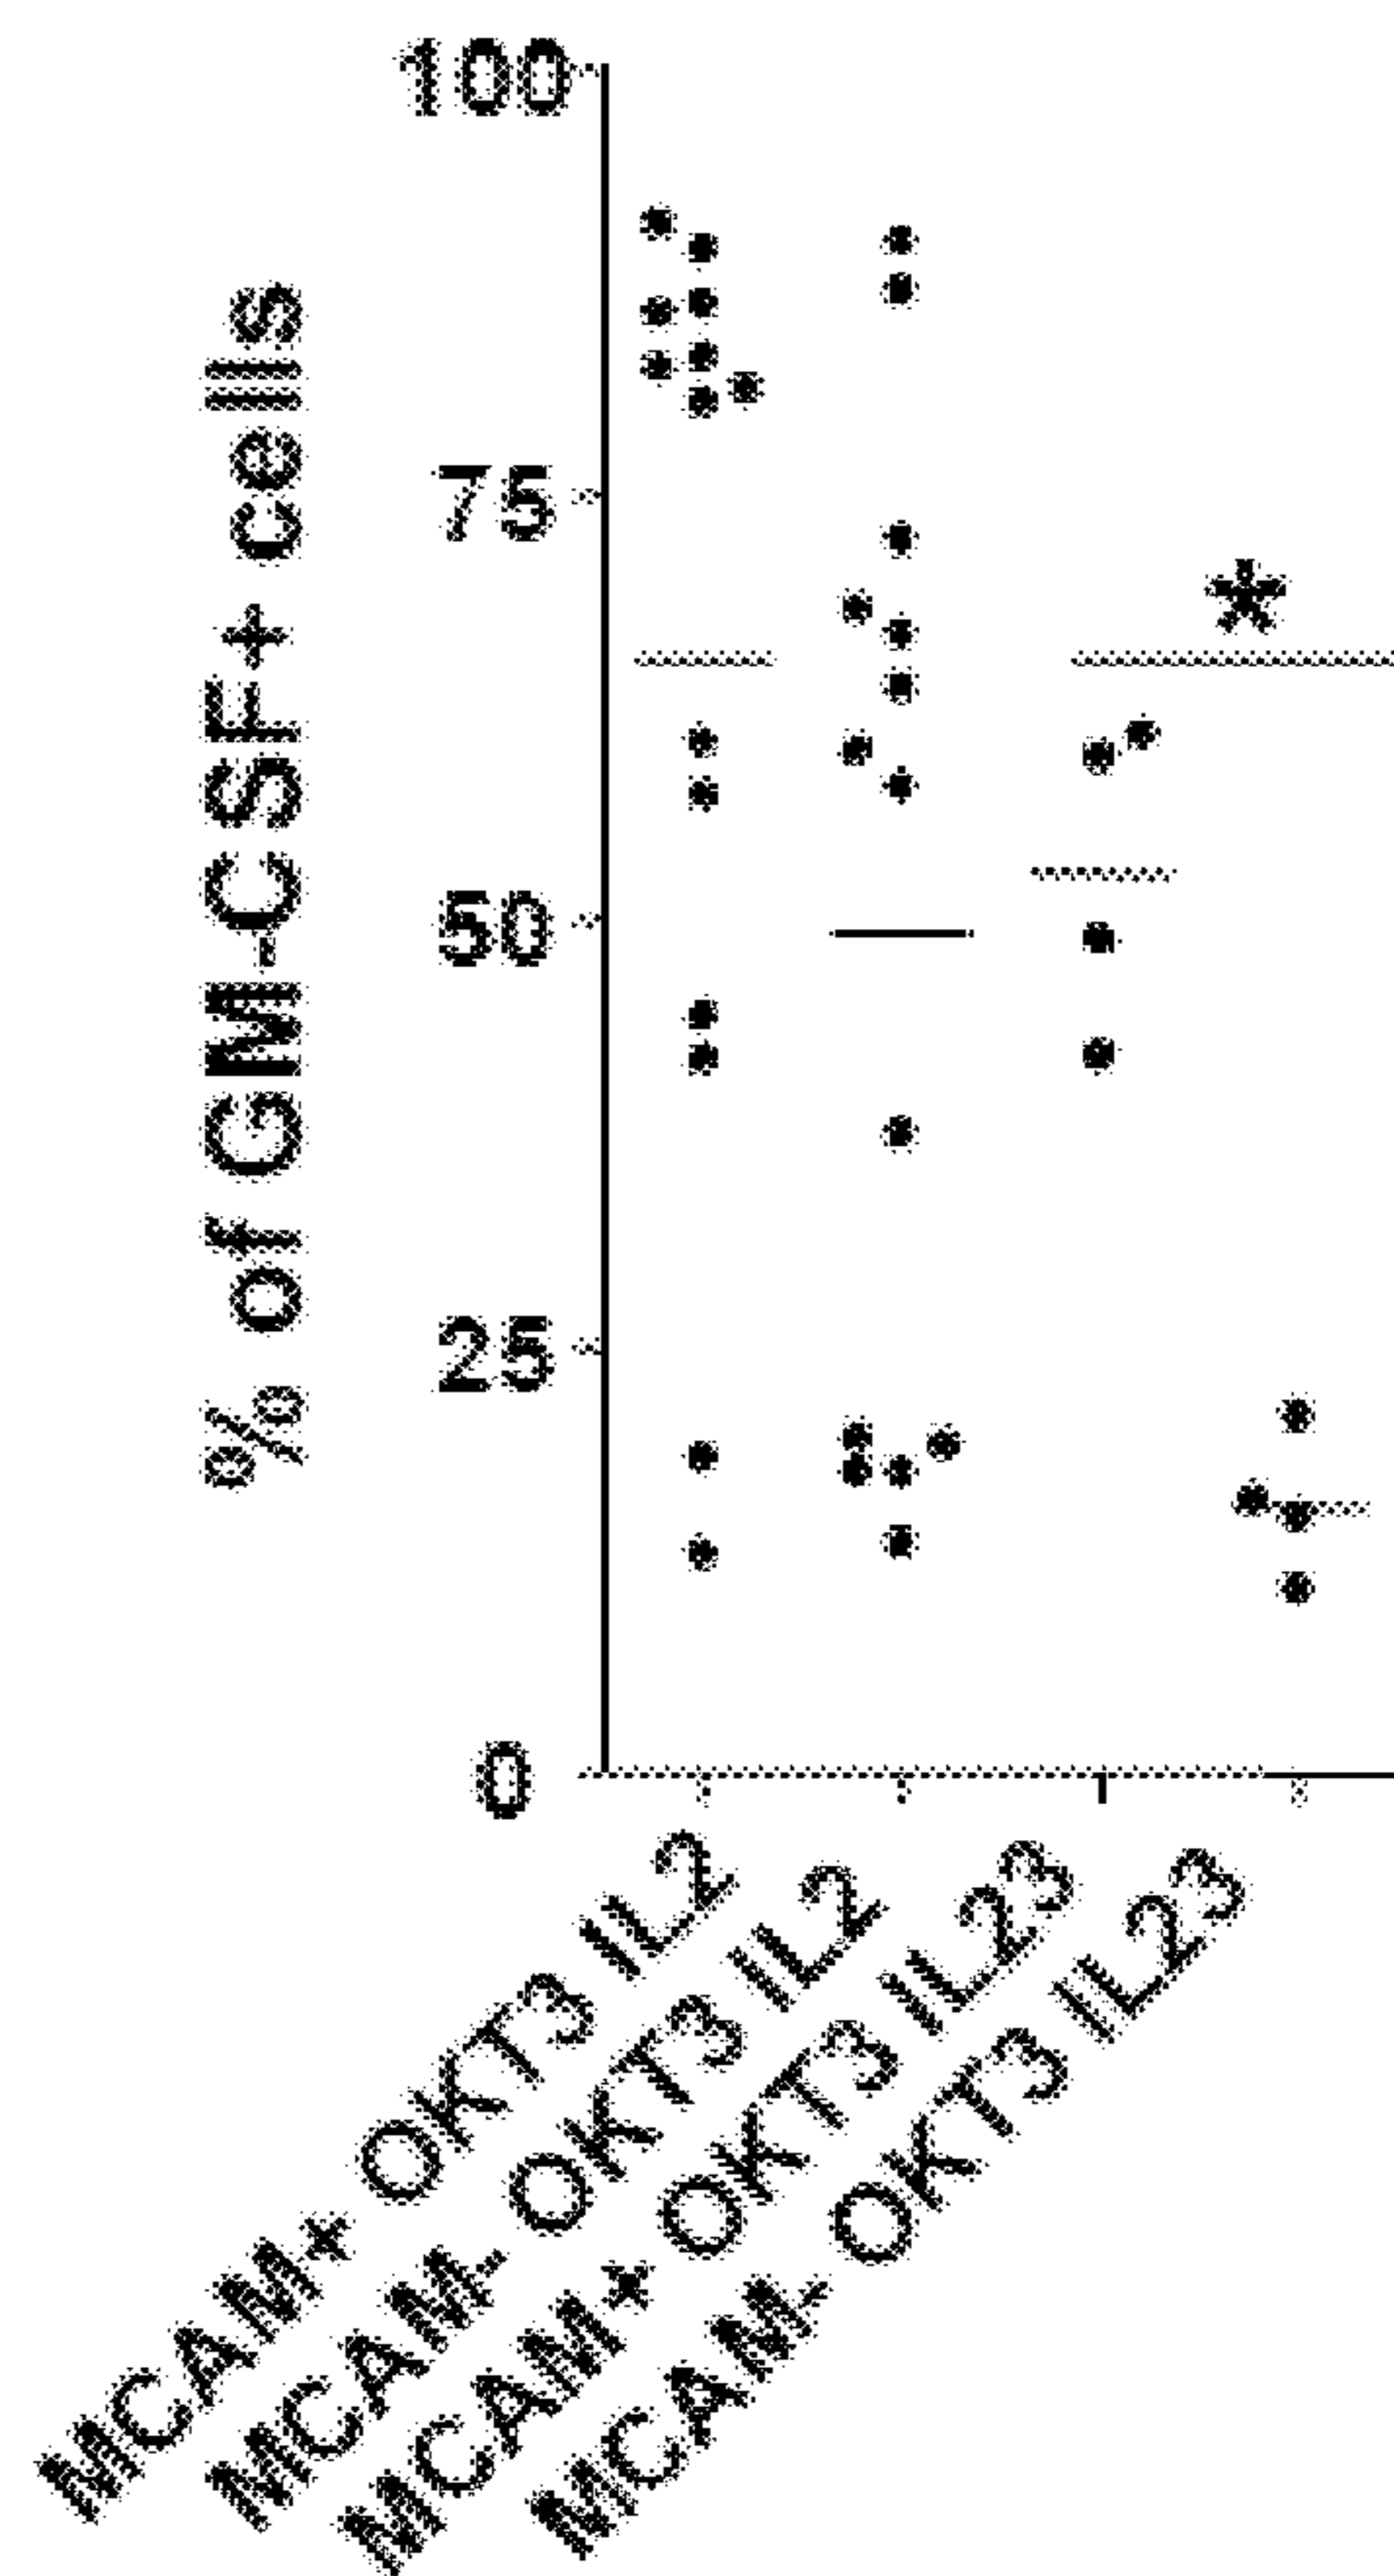 % of GM-CSF+ cells
100
75
50
25
0
*
MCAM+ OKT3 IL2
MCAM- OKT3 IL2
MCAM+ OKT3 IL23
MCAM- OKT3 IL23